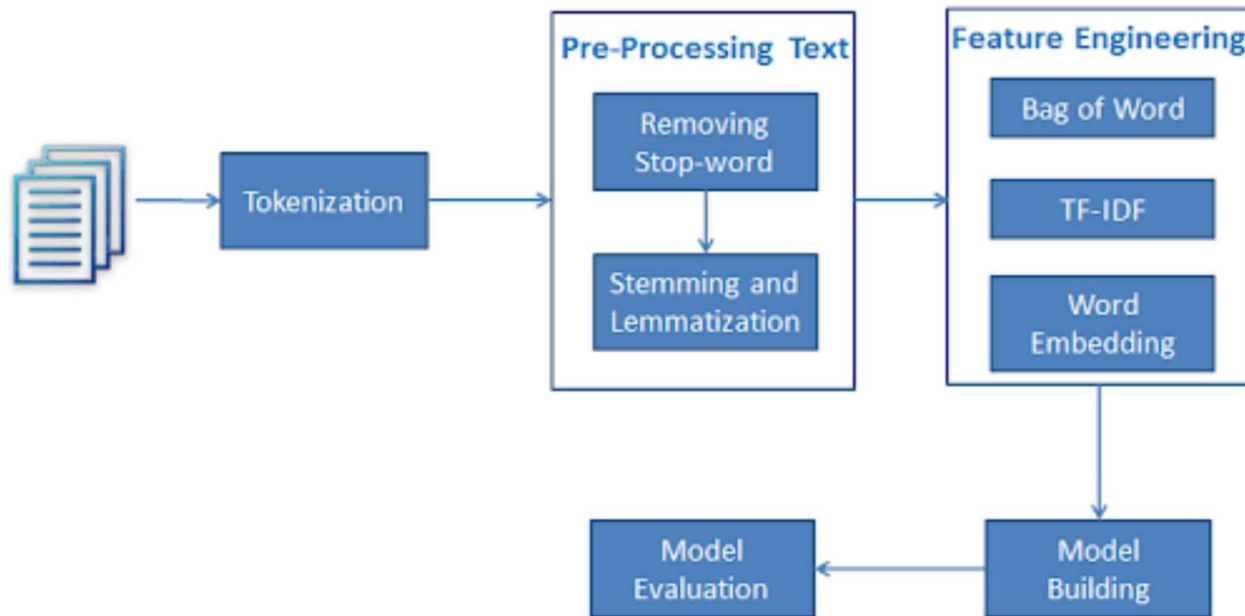 Tokenization
Pre-Processing Text
Removing
Stop-word
Stemming and
Lemmatization
Feature Engineering
Bag of Word
TF-IDF
Word
Embedding
Model
Building
Model
Evaluation